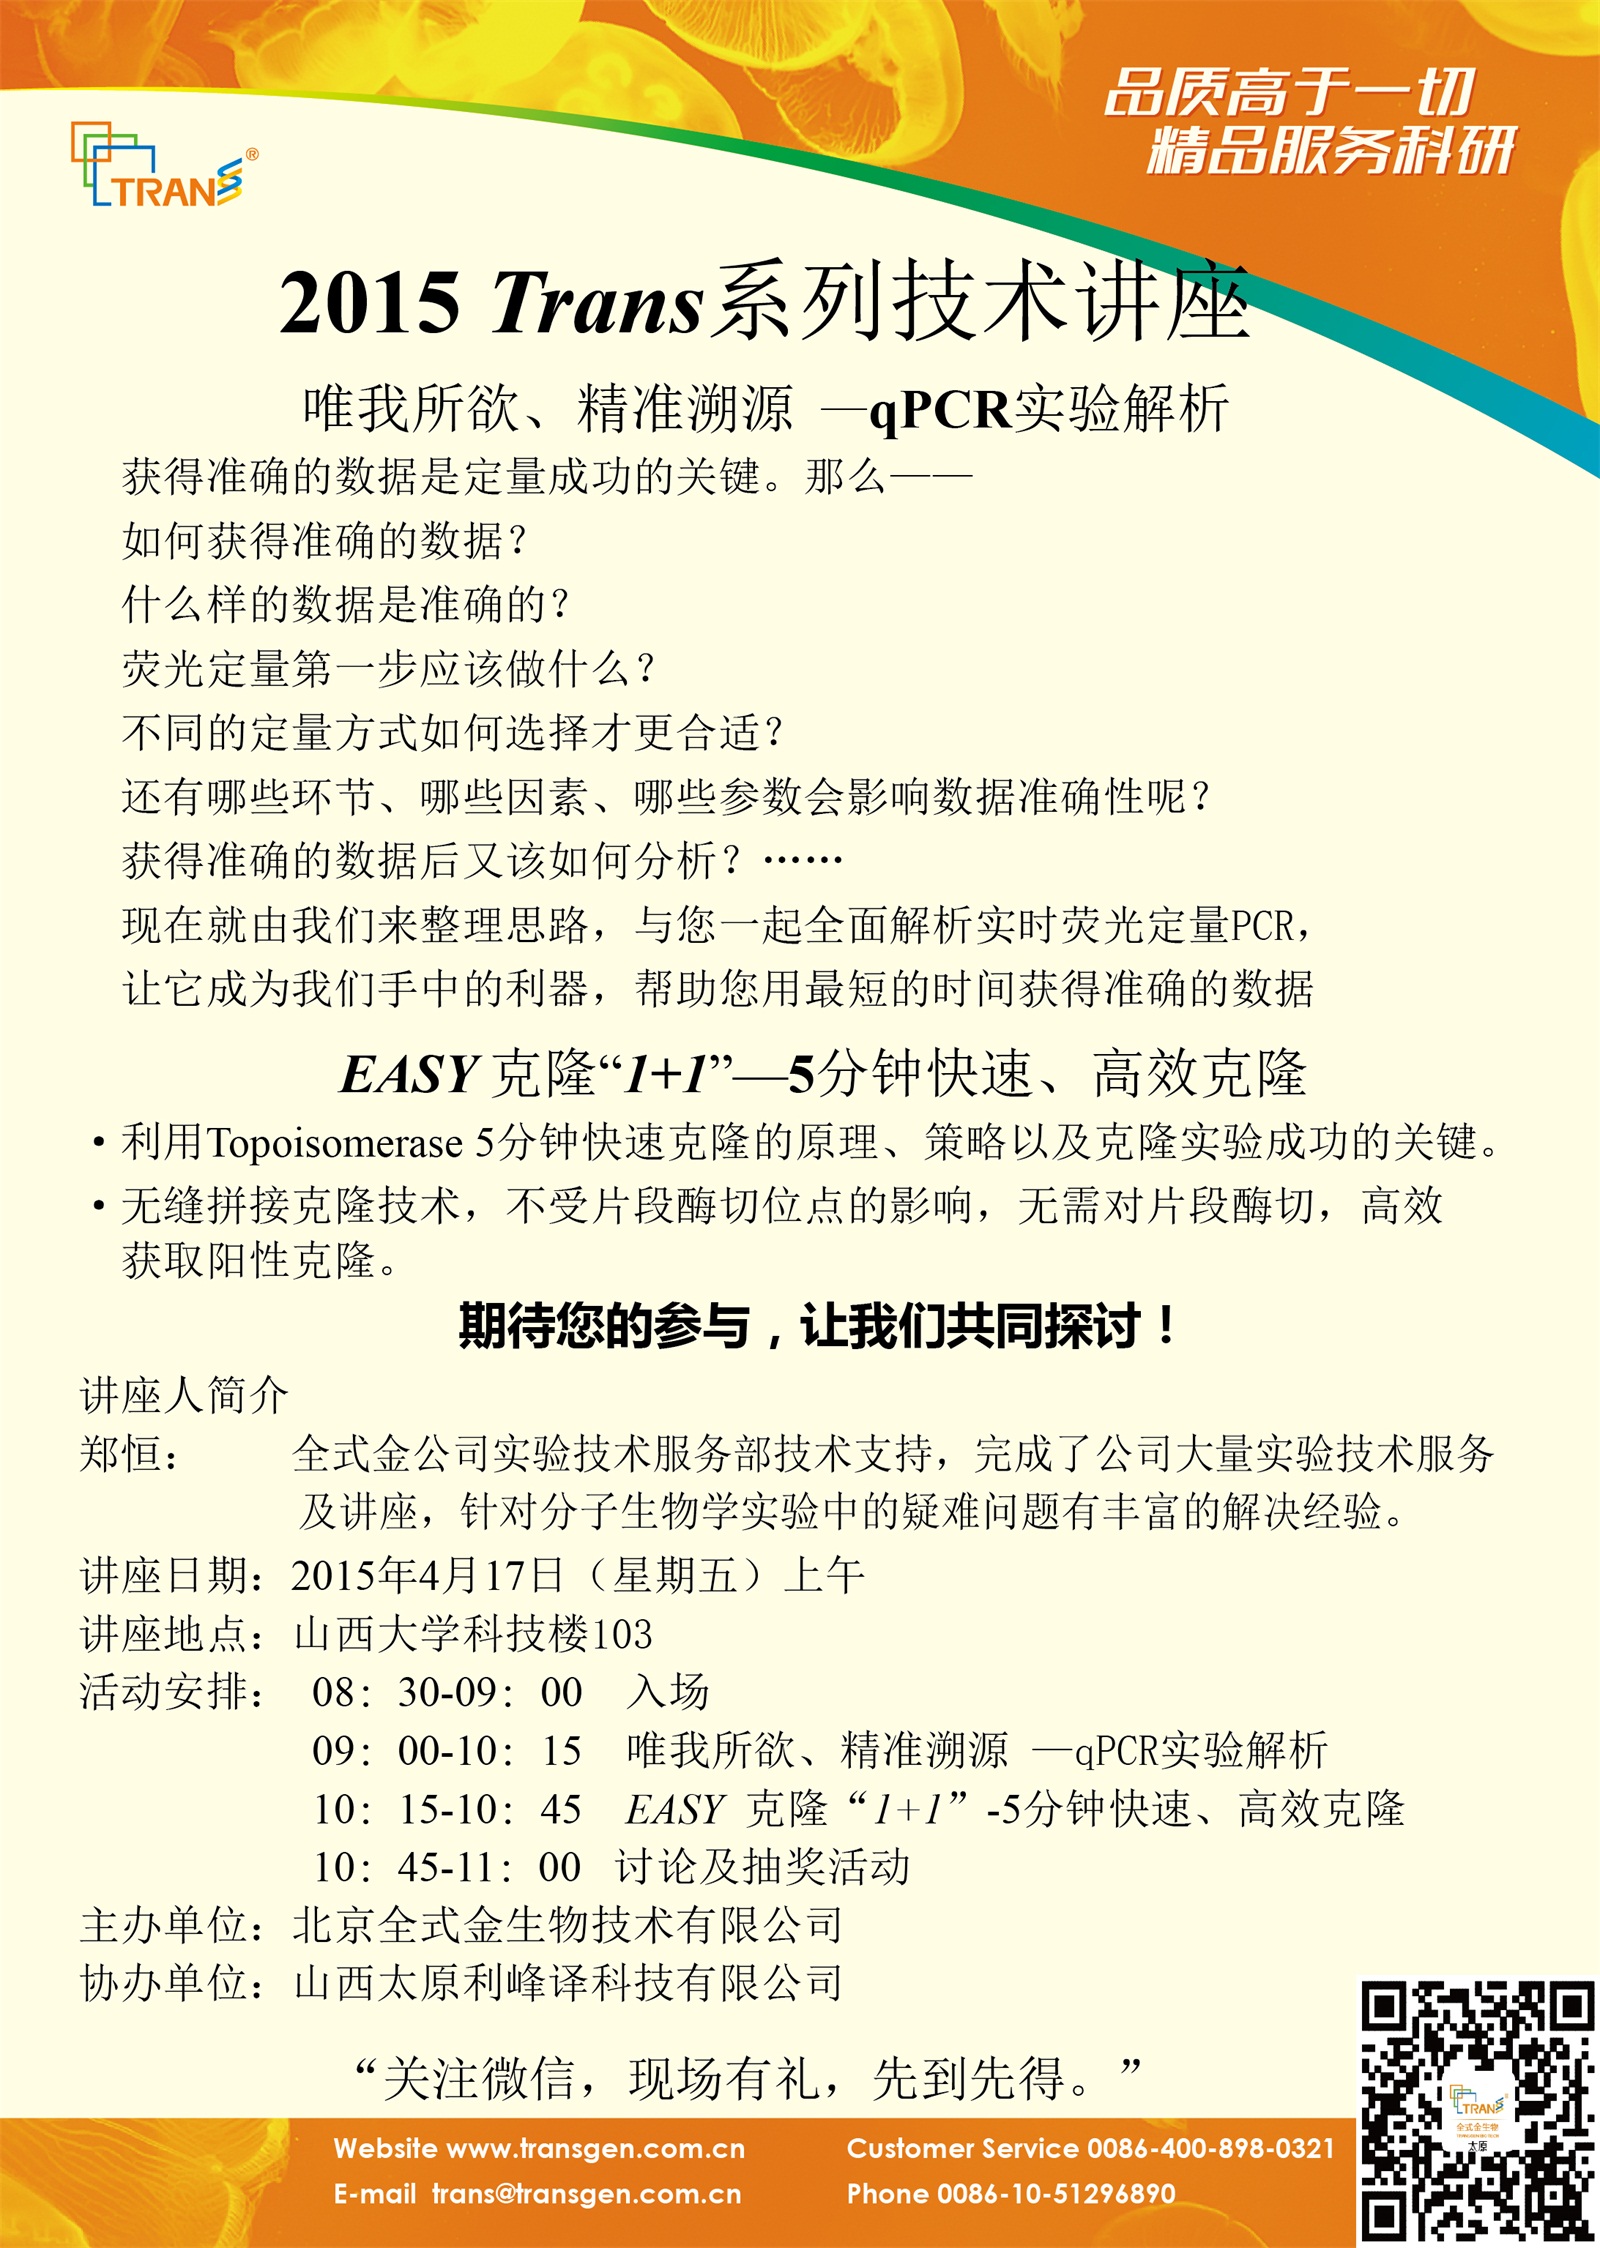 品质高于一切
精品服务科研
TRANS®
2015 Trans系列技术讲座
唯我所欲、精准溯源 —qPCR实验解析
获得准确的数据是定量成功的关键。那么——
如何获得准确的数据？
什么样的数据是准确的？
荧光定量第一步应该做什么？
不同的定量方式如何选择才更合适？
还有哪些环节、哪些因素、哪些参数会影响数据准确性呢？
获得准确的数据后又该如何分析？……
现在就由我们来整理思路，与您一起全面解析实时荧光定量PCR，
让它成为我们手中的利器，帮助您用最短的时间获得准确的数据
EASY 克隆“1+1”—5分钟快速、高效克隆
•利用Topoisomerase 5分钟快速克隆的原理、策略以及克隆实验成功的关键。
•无缝拼接克隆技术，不受片段酶切位点的影响，无需对片段酶切，高效
获取阳性克隆。
期待您的参与，让我们共同探讨！
讲座人简介
郑恒： 全式金公司实验技术服务部技术支持，完成了公司大量实验技术服务
及讲座，针对分子生物学实验中的疑难问题有丰富的解决经验。
讲座日期：2015年4月17日（星期五）上午
讲座地点：山西大学科技楼103
活动安排： 08：30-09：00 入场
09：00-10：15 唯我所欲、精准溯源 —qPCR实验解析
10：15-10：45 EASY 克隆“1+1”-5分钟快速、高效克隆
10：45-11：00 讨论及抽奖活动
主办单位：北京全式金生物技术有限公司
协办单位：山西太原利峰译科技有限公司
“关注微信，现场有礼，先到先得。”
TRANS
全式金生物
太原
Website www.transgen.com.cn Customer Service 0086-400-898-0321
E-mail trans@transgen.com.cn Phone 0086-10-51296890